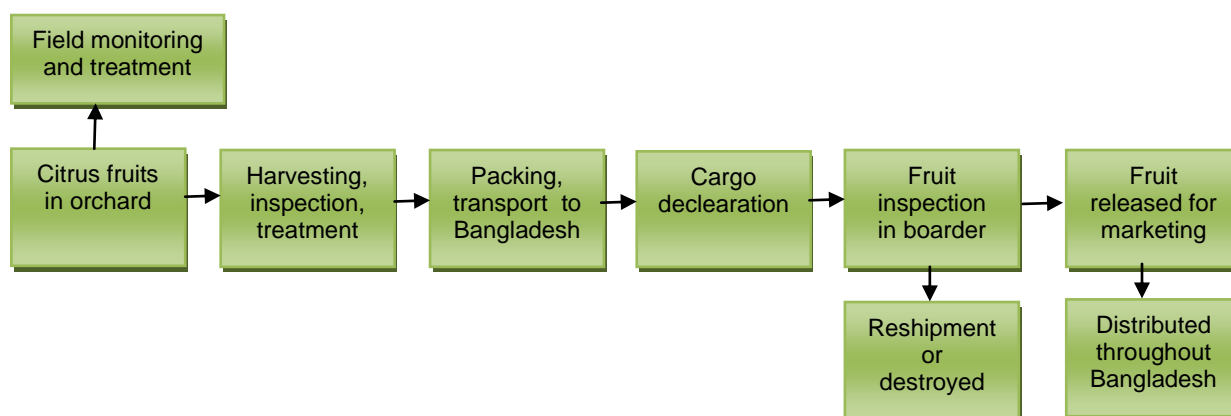 Field monitoring
and treatment
Citrus fruits
in orchard
Harvesting,
inspection,
treatment
Packing,
transport to
Bangladesh
Cargo
declearation
Fruit
inspection
in boarder
Fruit
released for
marketing
Reshipment
or
destroyed
Distributed
throughout
Bangladesh